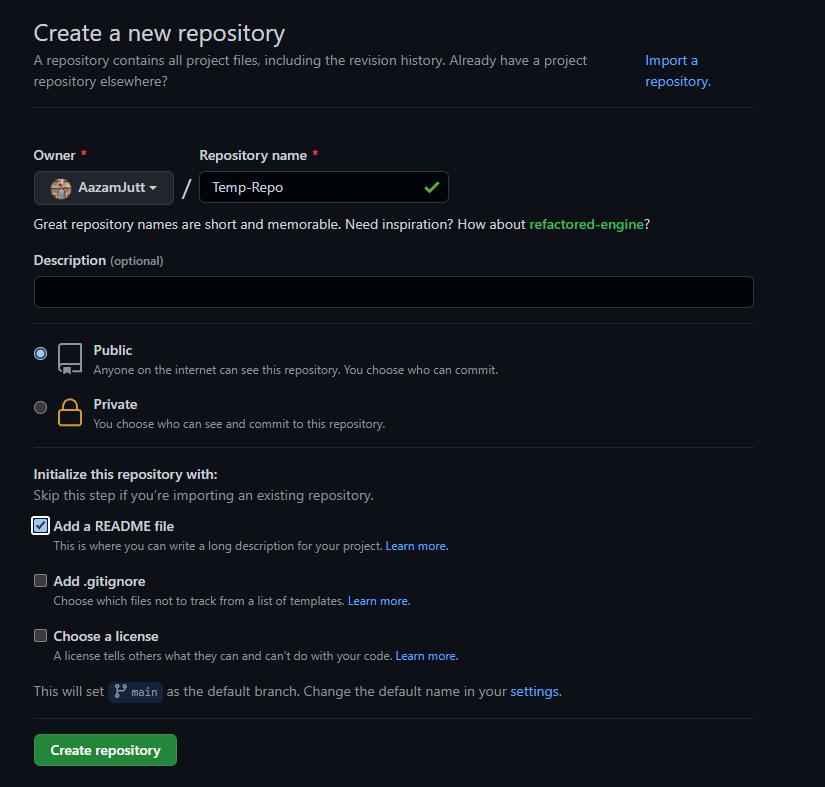 Create a new repository
A repository contains all project files, including the revision history. Already have a project
repository elsewhere?
Import a
repository.
Owner *
Repository name *
AazamJutt
/
Temp-Repo
Great repository names are short and memorable. Need inspiration? How about refactored-engine?
Description (optional)
Public
Anyone on the internet can see this repository. You choose who can commit.
Private
You choose who can see and commit to this repository.
Initialize this repository with:
Skip this step if you're importing an existing repository.
Add a README file
This is where you can write a long description for your project. Learn more.
Add .gitignore
Choose which files not to track from a list of templates. Learn more.
Choose a license
A license tells others what they can and can't do with your code. Learn more.
This will set main as the default branch. Change the default name in your settings.
Create repository